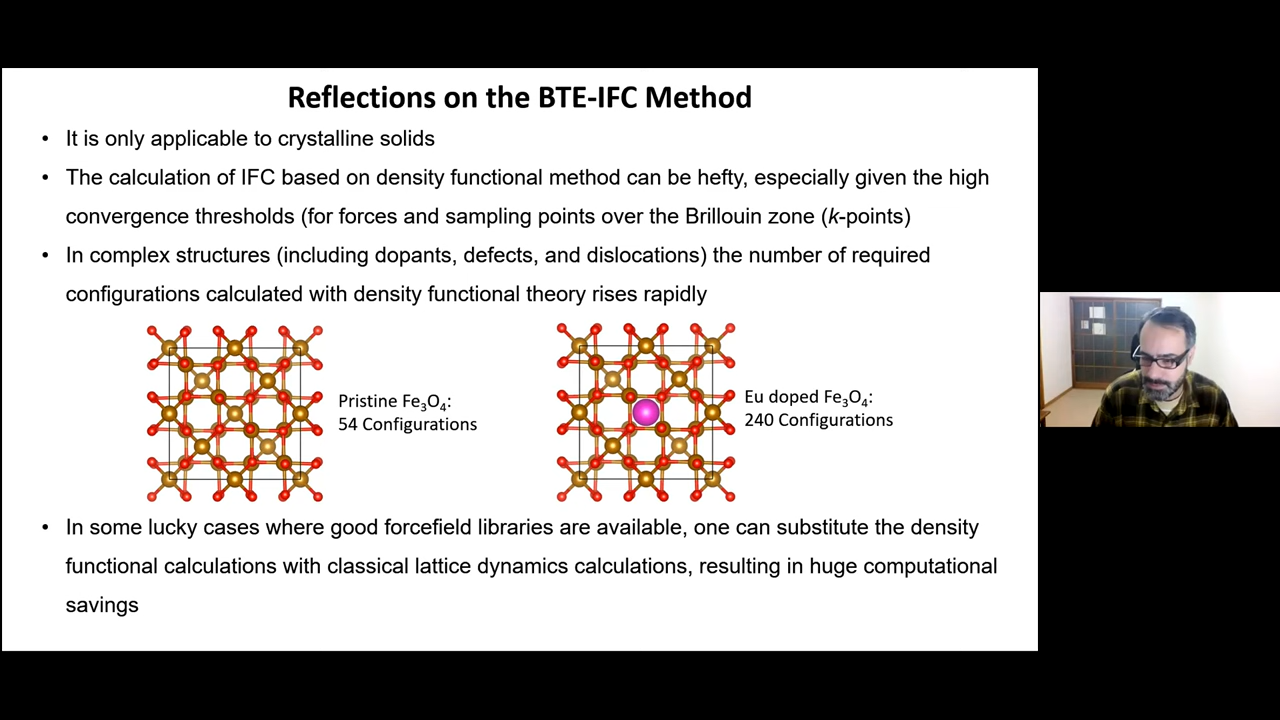 Reflections on the BTE-IFC Method
• It is only applicable to crystalline solids
• The calculation of IFC based on density functional method can be hefty, especially given the high
convergence thresholds (for forces and sampling points over the Brillouin zone (k-points)
• In complex structures (including dopants, defects, and dislocations) the number of required
configurations calculated with density functional theory rises rapidly
Pristine Fe₃O₄:
54 Configurations
Eu doped Fe₃O₄:
240 Configurations
• In some lucky cases where good forcefield libraries are available, one can substitute the density
functional calculations with classical lattice dynamics calculations, resulting in huge computational
savings